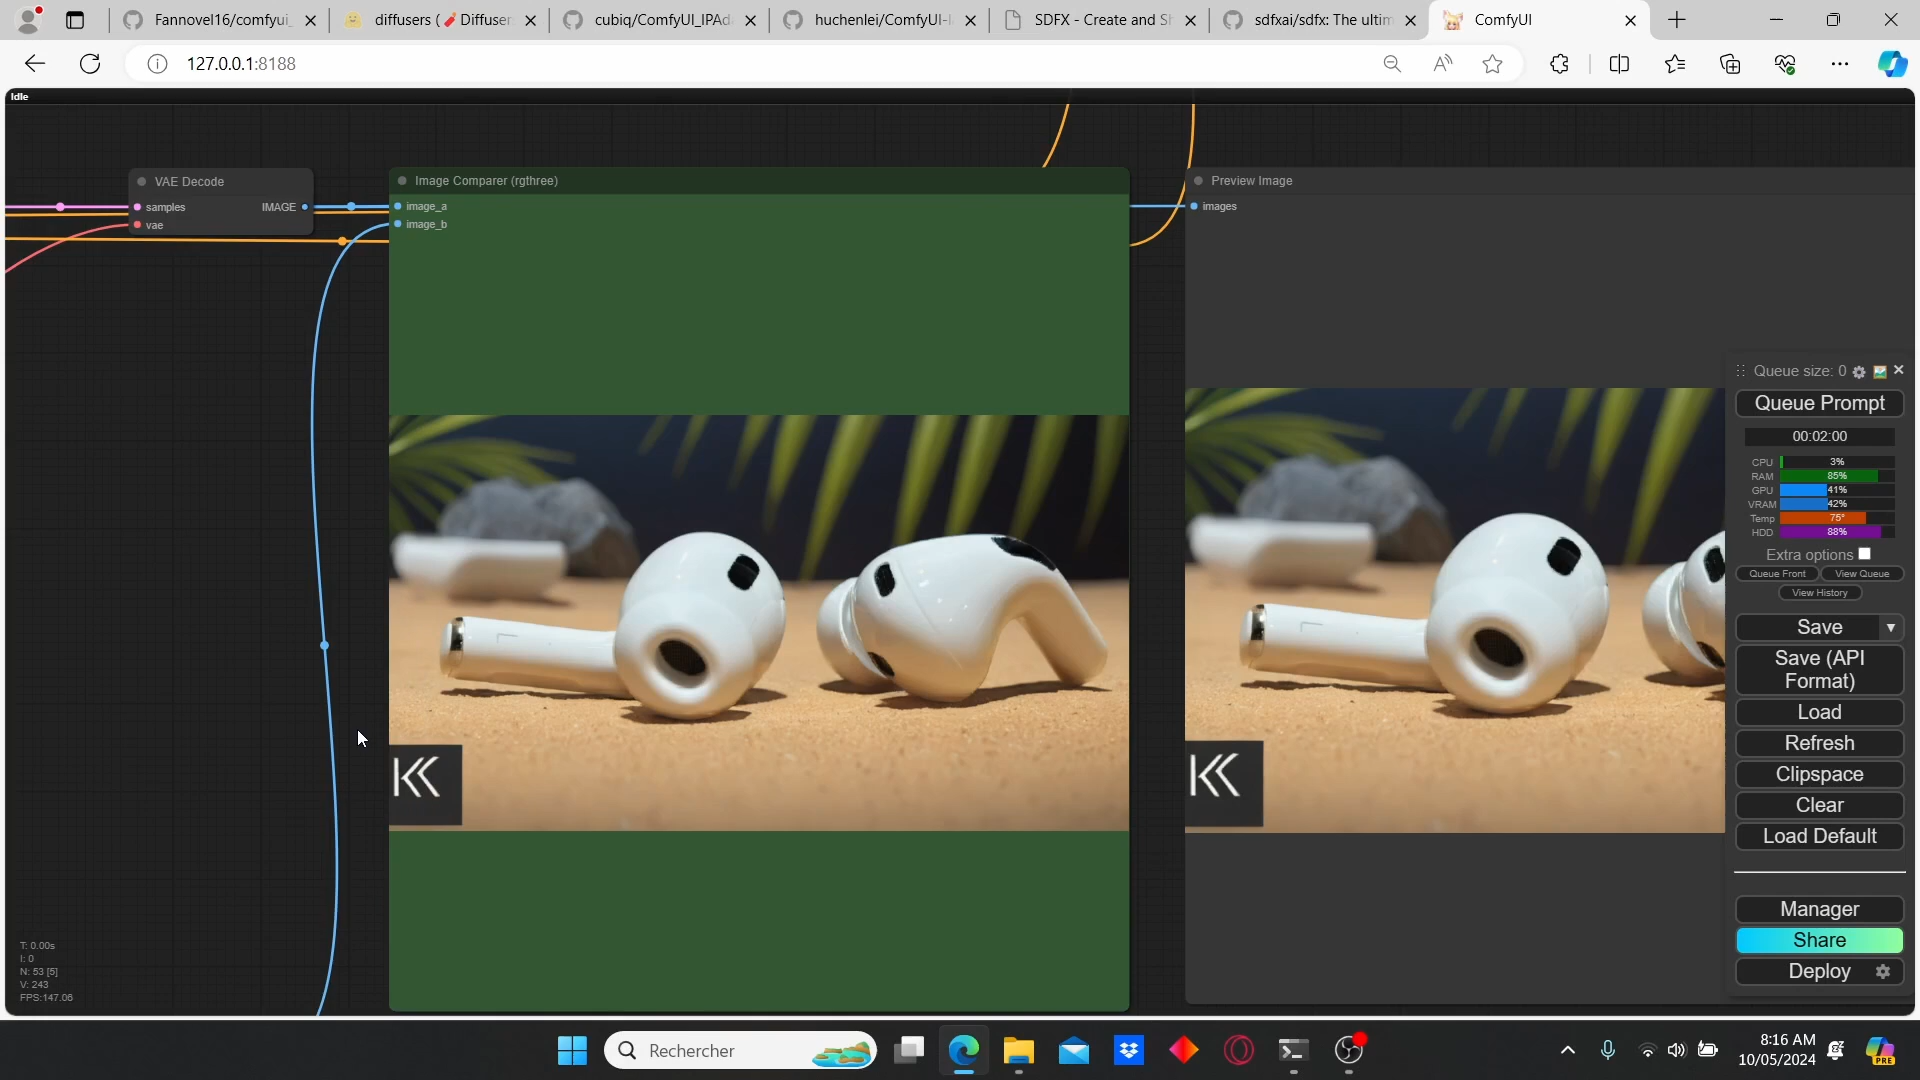 Fannovel16/comfyui_
diffusers (🧨Diffuser
cubiq/ComfyUI_IPAd
huchenlei/ComfyUI-l
SDFX - Create and Sh
sdfxai/sdfx: The ultim
ComfyUI
127.0.0.1:8188
Idle
VAE Decode
samples
IMAGE
vae
Image Comparer (rgthree)
image_a
image_b
Preview Image
images
K
K
Queue size: 0
Queue Prompt
00:02:00
CPU 3%
RAM 85%
GPU 41%
VRAM 42%
Temp 75°
HDD 88%
Extra options
Queue Front
View Queue
View History
Save
Save (API
Format)
Load
Refresh
Clipspace
Clear
Load Default
Manager
Share
Deploy
T: 0.00s
I: 0
N: 53 [5]
V: 243
FPS:147.06
Rechercher
8:16 AM
10/05/2024
PRE